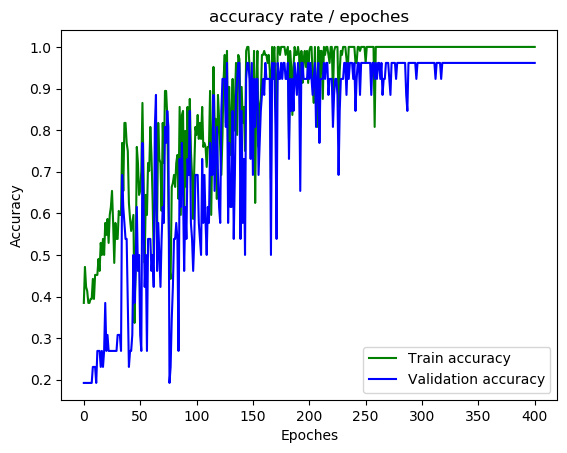 accuracy rate / epoches
1.0
0.9
0.8
0.7
0.6
0.5
0.4
0.3
0.2
Accuracy
Train accuracy
Validation accuracy
0 50 100 150 200 250 300 350 400
Epoches